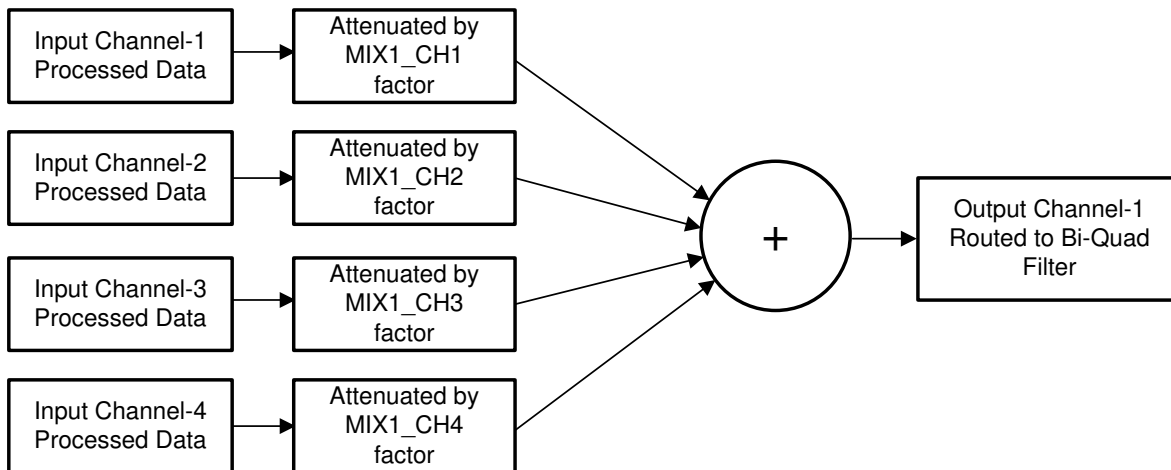 Input Channel-1
Processed Data
Attenuated by
MIX1_CH1
factor
Input Channel-2
Processed Data
Attenuated by
MIX1_CH2
factor
Input Channel-3
Processed Data
Attenuated by
MIX1_CH3
factor
Input Channel-4
Processed Data
Attenuated by
MIX1_CH4
factor
+
Output Channel-1
Routed to Bi-Quad
Filter